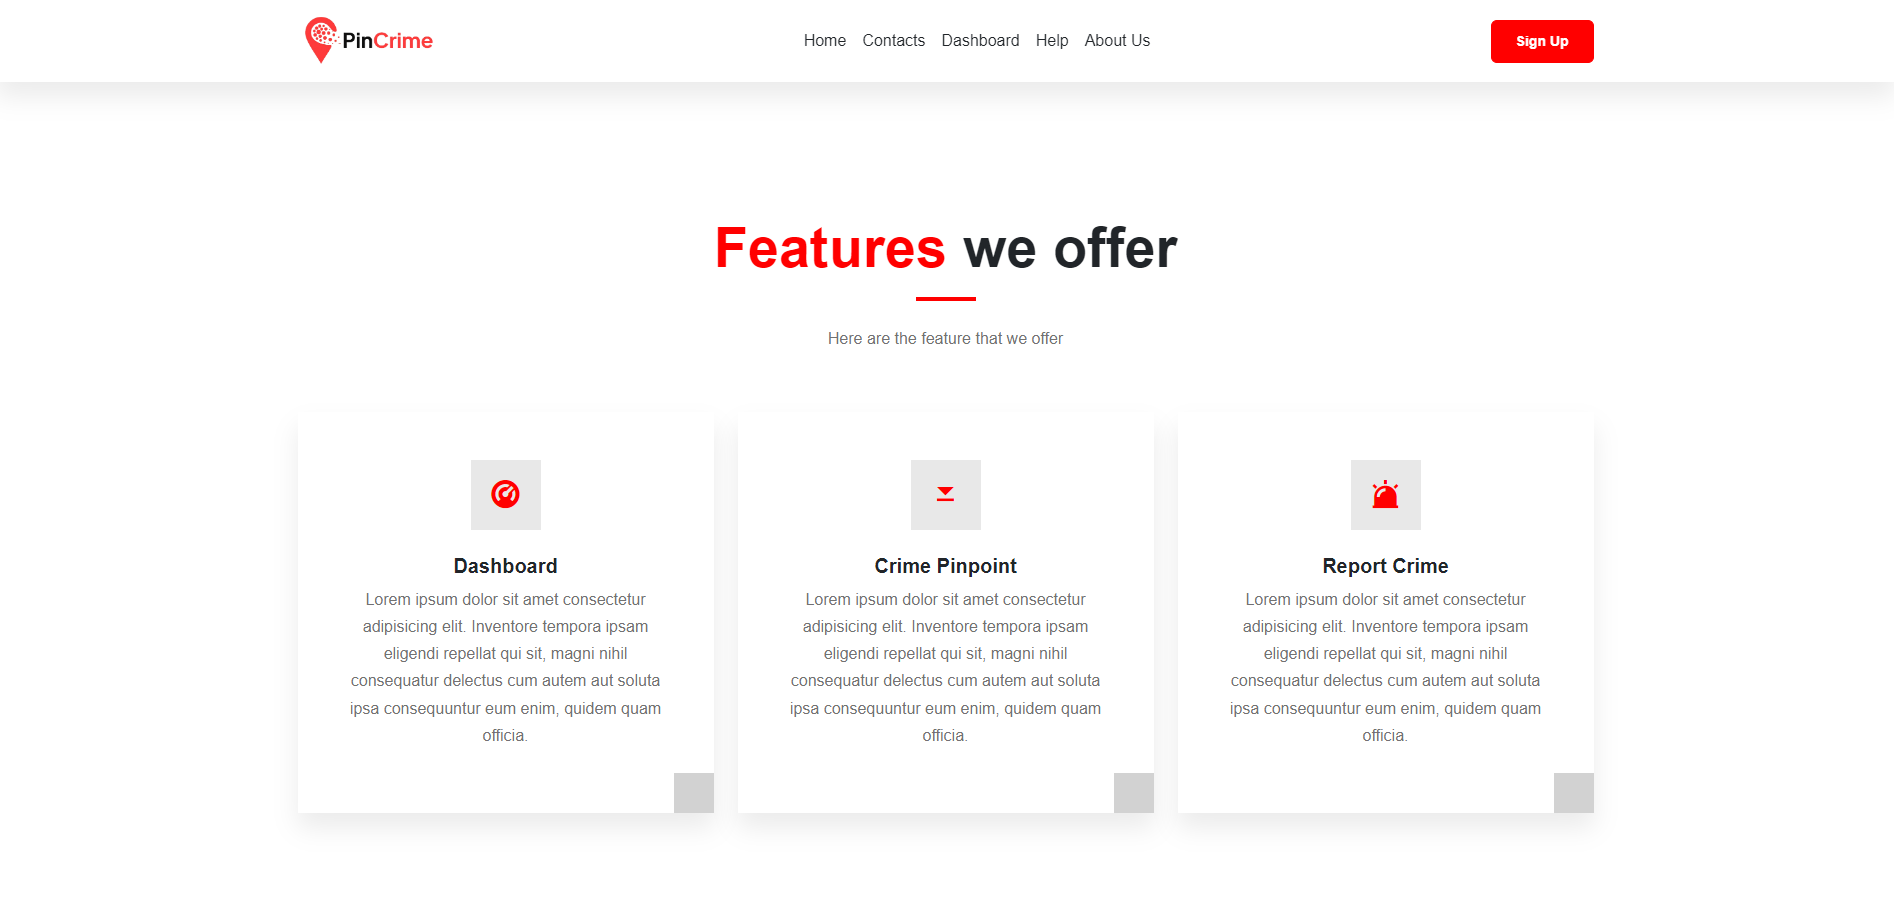 PinCrime
Home Contacts Dashboard Help About Us
Sign Up
Features we offer
Here are the feature that we offer
Dashboard
Lorem ipsum dolor sit amet consectetur
adipisicing elit. Inventore tempora ipsam
eligendi repellat qui sit, magni nihil
consequatur delectus cum autem aut soluta
ipsa consequuntur eum enim, quidem quam
officia.
Crime Pinpoint
Lorem ipsum dolor sit amet consectetur
adipisicing elit. Inventore tempora ipsam
eligendi repellat qui sit, magni nihil
consequatur delectus cum autem aut soluta
ipsa consequuntur eum enim, quidem quam
officia.
Report Crime
Lorem ipsum dolor sit amet consectetur
adipisicing elit. Inventore tempora ipsam
eligendi repellat qui sit, magni nihil
consequatur delectus cum autem aut soluta
ipsa consequuntur eum enim, quidem quam
officia.